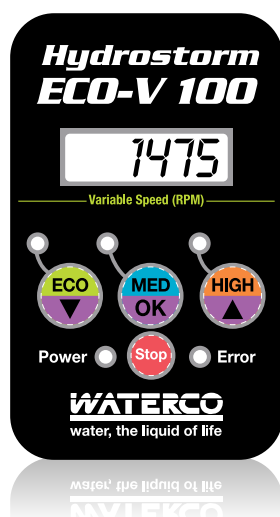 Hydrostorm
ECO-V 100
1475
Variable Speed (RPM)
ECO MED HIGH
OK
Power Stop Error
WATERCO
water, the liquid of life